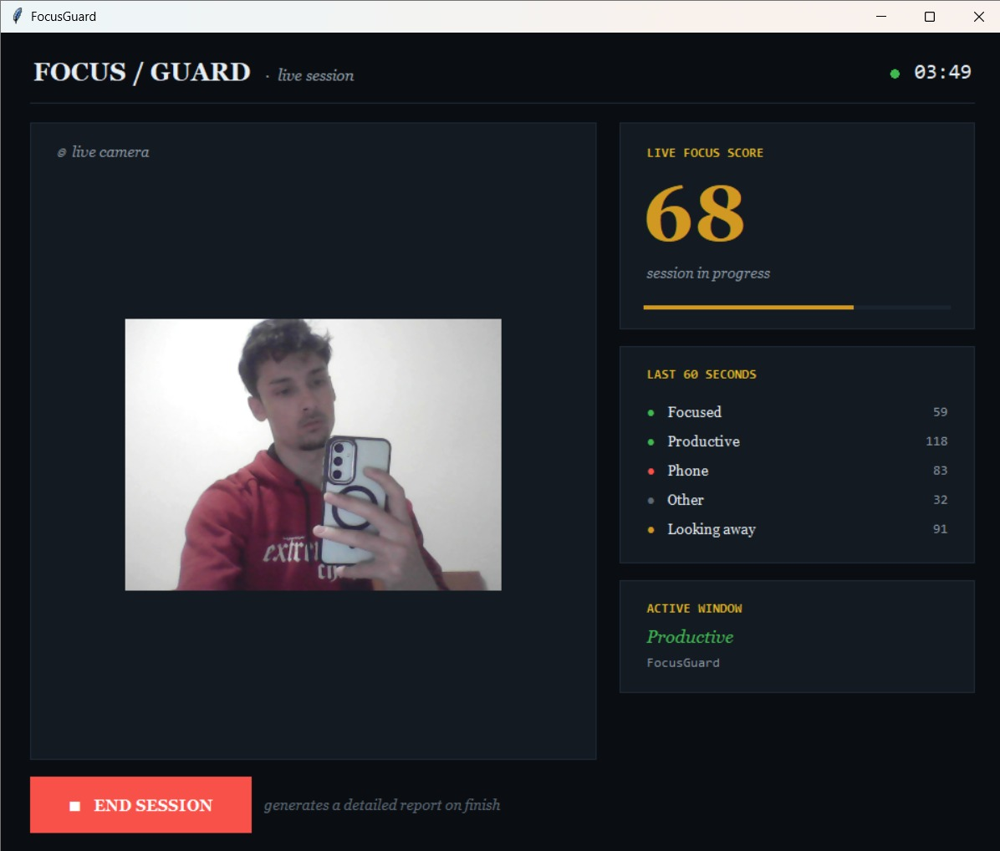 FocusGuard
FOCUS / GUARD · live session
03:49
live camera
LIVE FOCUS SCORE
68
session in progress
LAST 60 SECONDS
Focused 59
Productive 118
Phone 83
Other 32
Looking away 91
ACTIVE WINDOW
Productive
FocusGuard
END SESSION generates a detailed report on finish